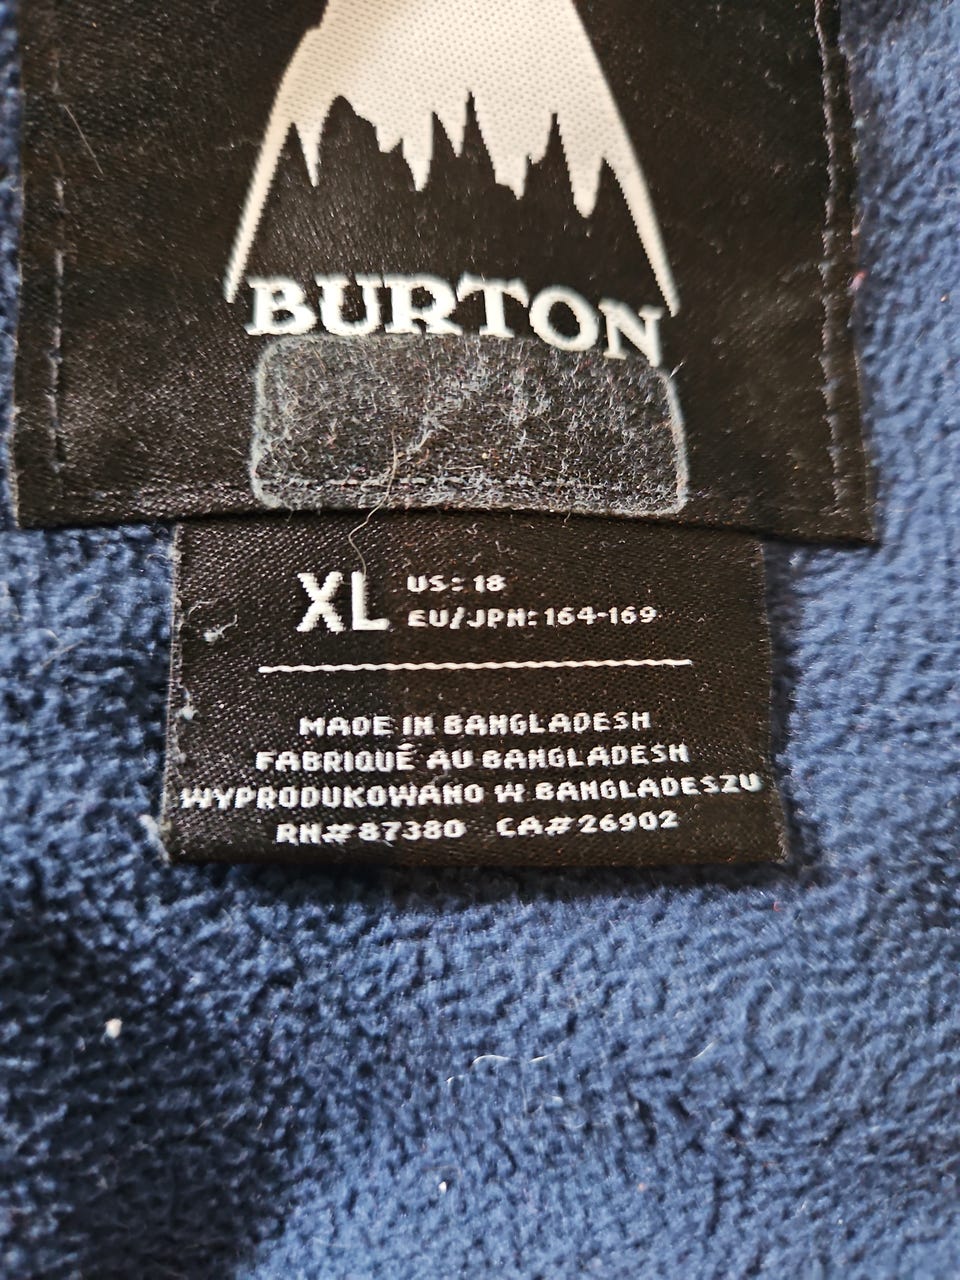 BURTON
XL
US: 18
EU/JPN: 164-169
MADE IN BANGLADESH
FABRIQUÉ AU BANGLADESH
WYPRODUKOWANO W BANGLADESZU
RN# 87380 CA# 26902